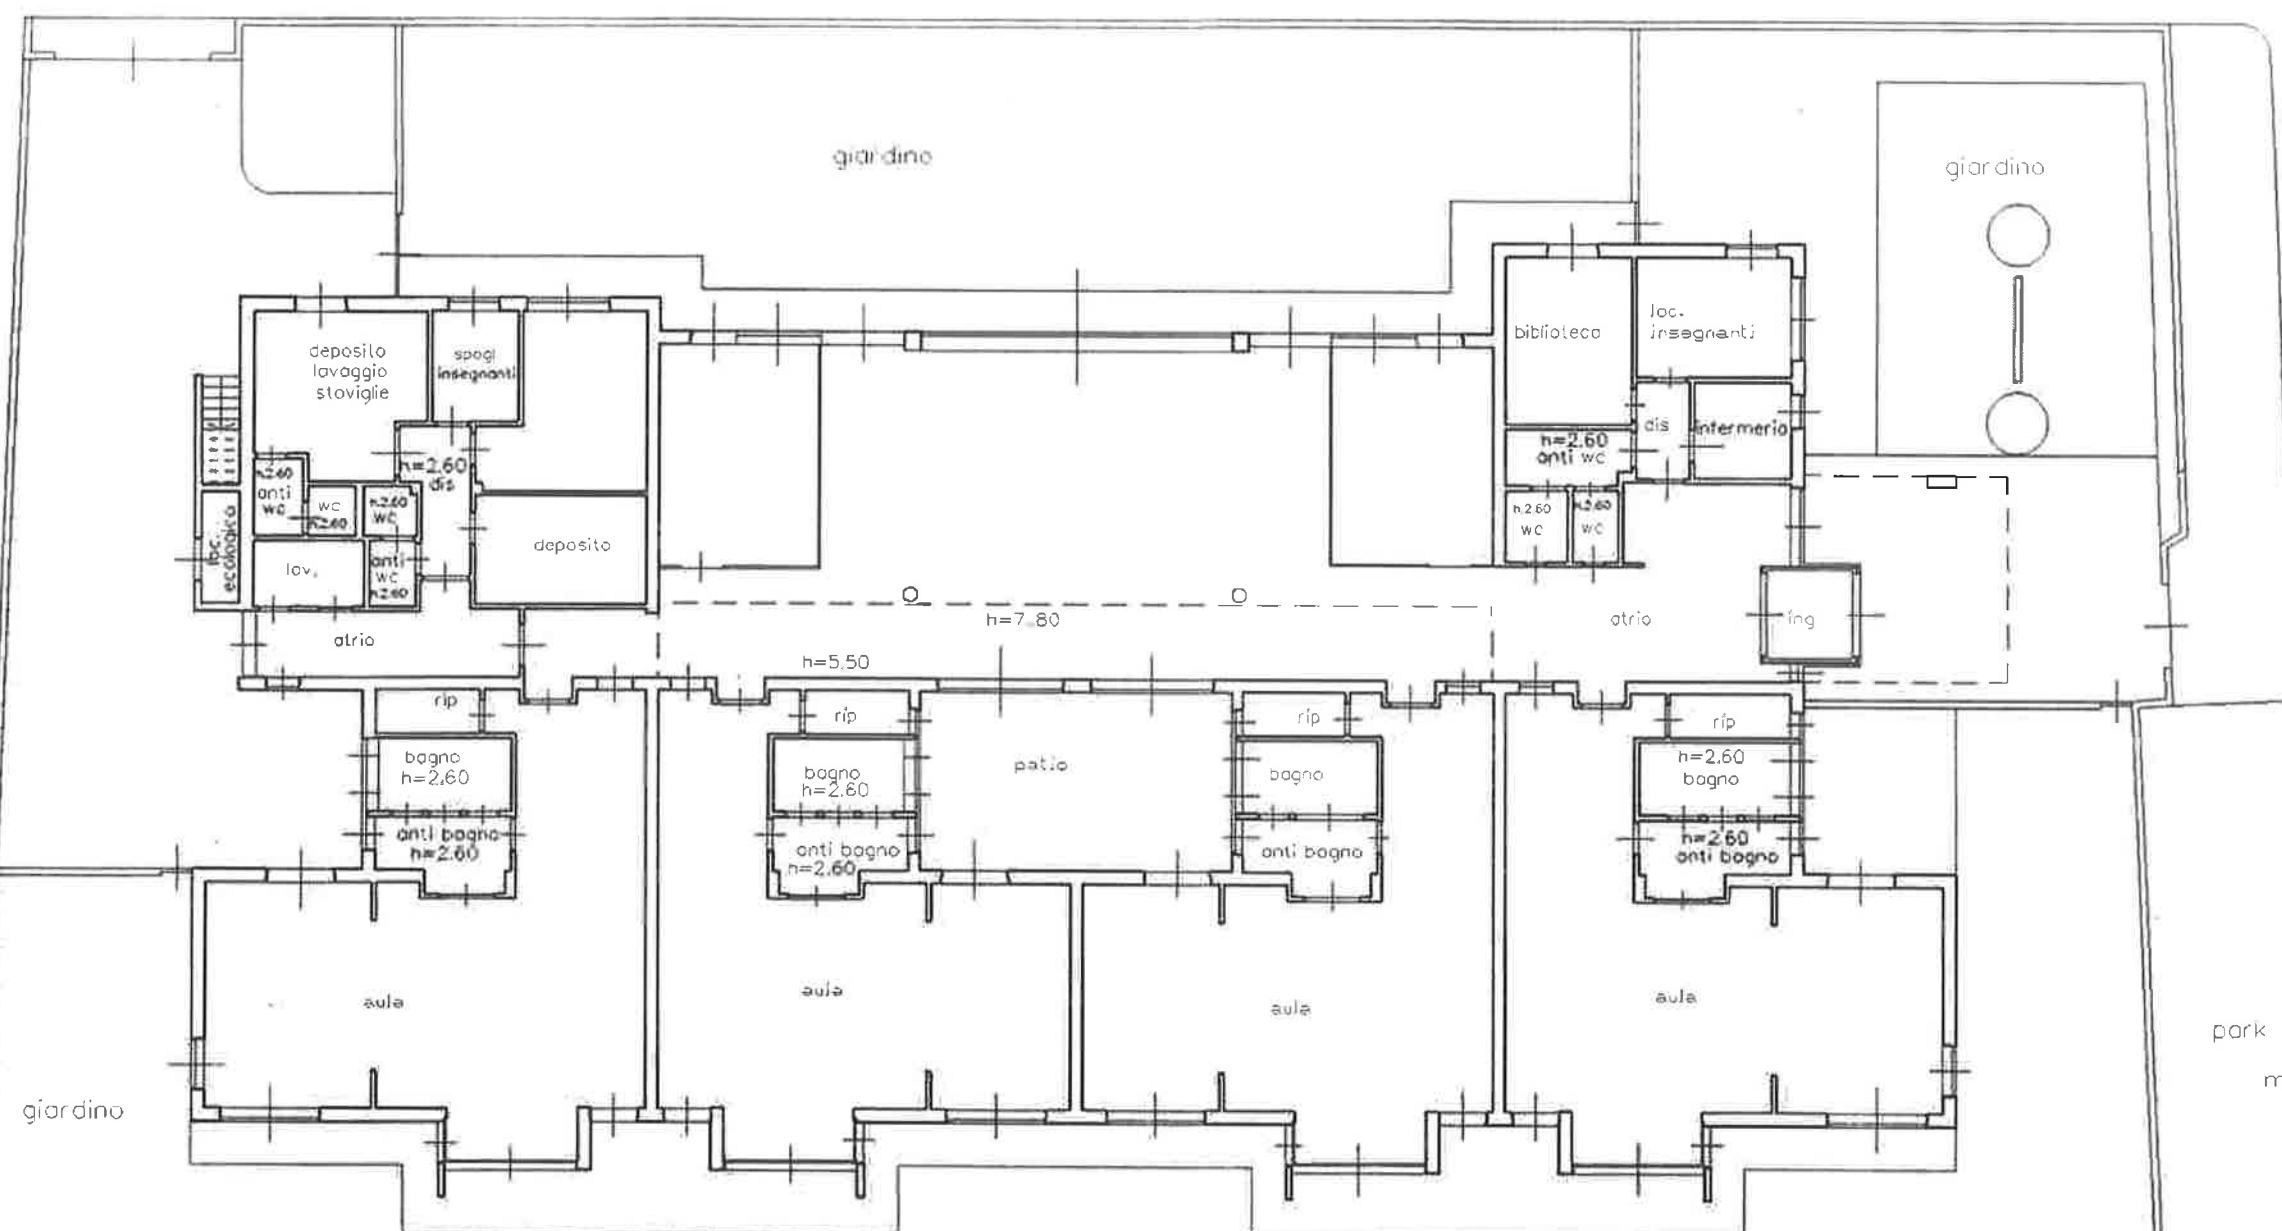 giardino
giardino
deposito
lavaggio
stoviglie
spogl
insegnanti
biblioteca
loc.
insegnanti
dis
infermeria
h=2.60
anti wc
h=2.60
dis
h.2.60
anti
wc
wc
h.2.60
h.2.60
wc
loc.
ecologico
lav.
anti
wc
h.2.60
deposito
h.2.60
wc
h.2.60
wc
atrio
h=7.80
h=5.50
atrio
ing
rip
rip
rip
rip
bagno
h=2.60
bagno
h=2.60
patio
bagno
h=2.60
bagno
anti bagno
h=2.60
anti bagno
h=2.60
anti bagno
h=2.60
anti bagno
aula
aula
aula
aula
giardino
park
m